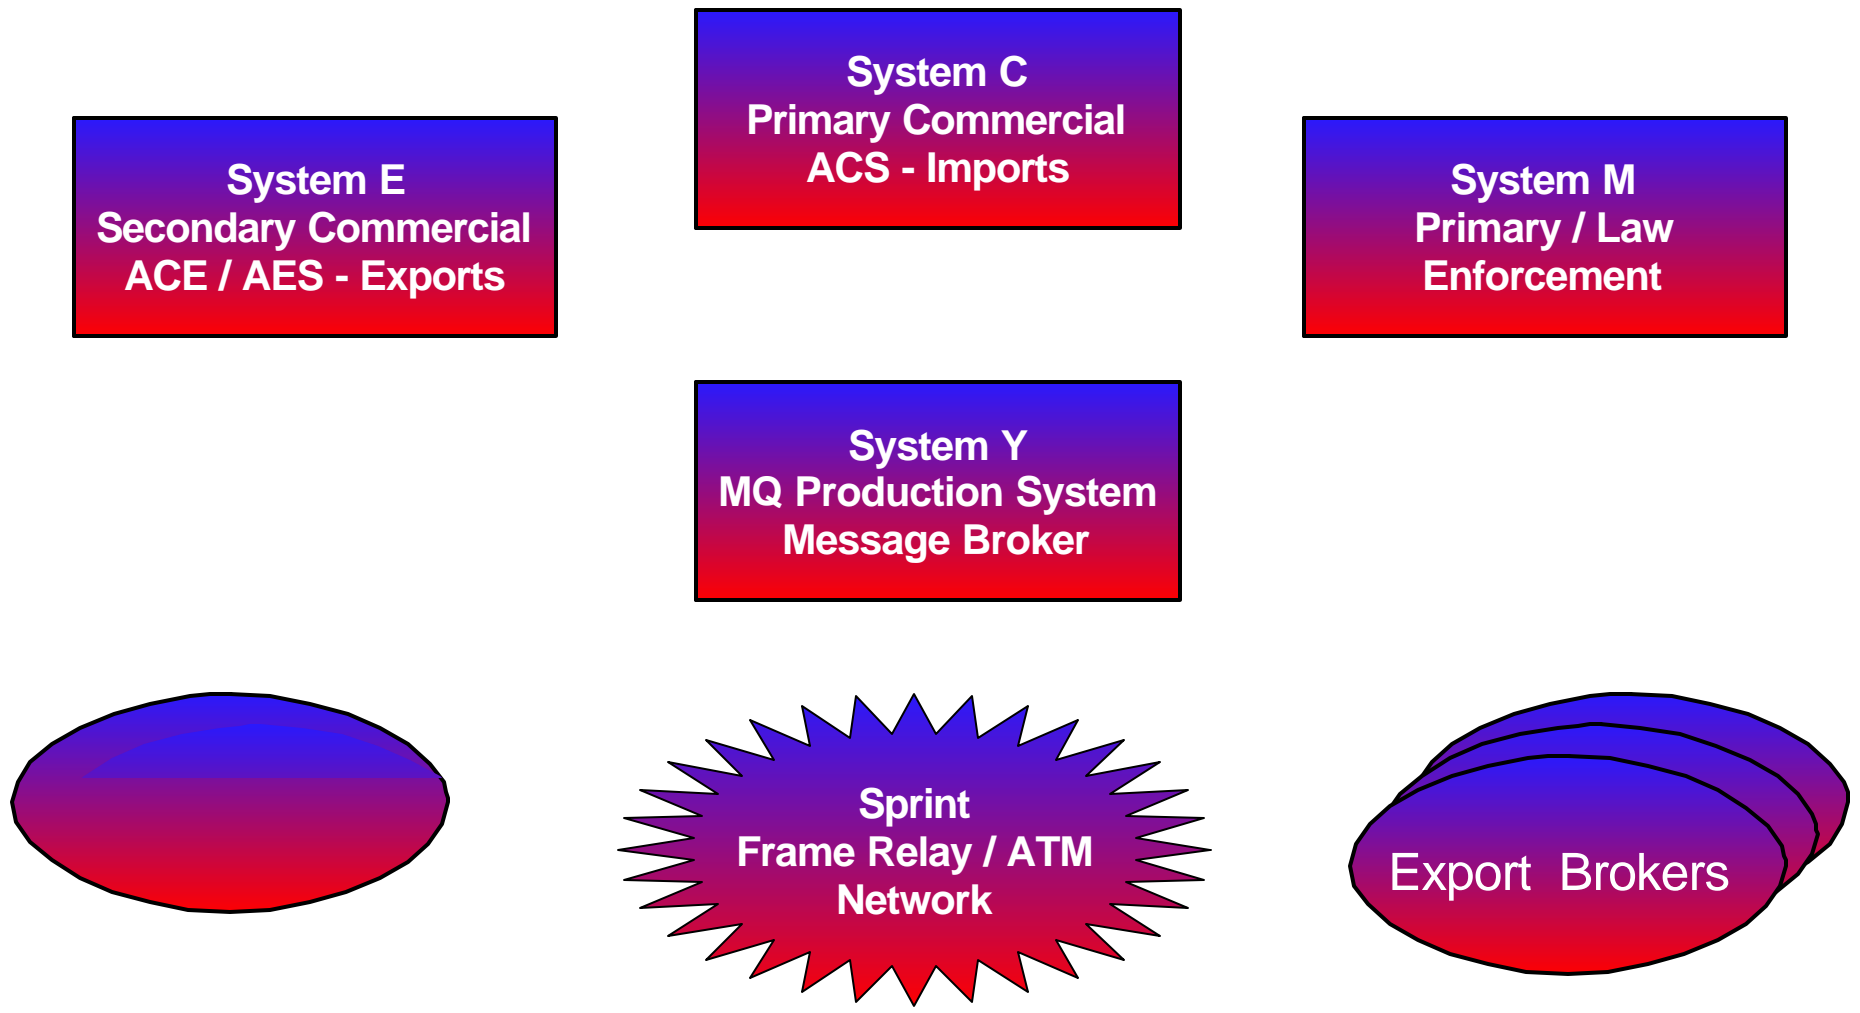 System C
Primary Commercial
ACS - Imports
System E
Secondary Commercial
ACE / AES - Exports
System M
Primary / Law
Enforcement
System Y
MQ Production System
Message Broker
Sprint
Frame Relay / ATM
Network
Export Brokers